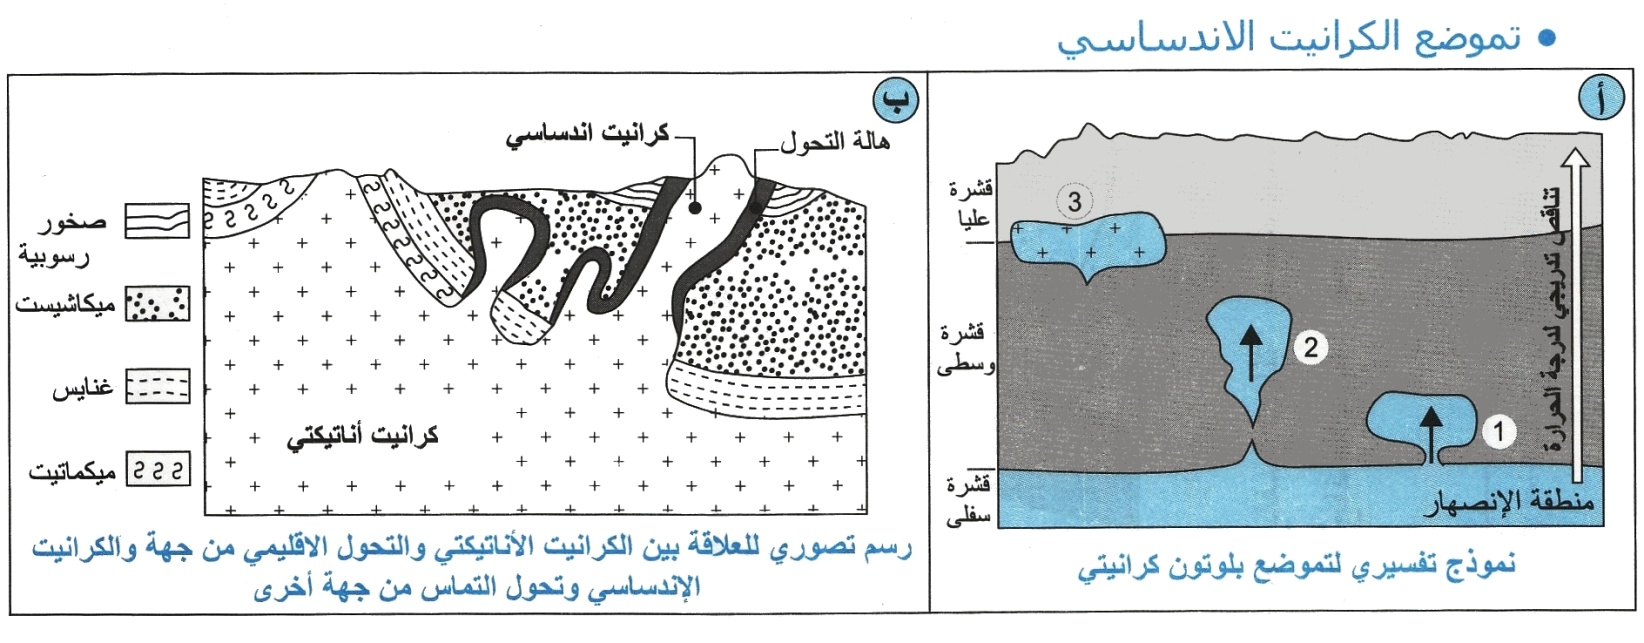 • تموضع الكرانيت الاندساسي
أ
قشرة
عليا
قشرة
وسطى
قشرة
سفلى
3
2
1
تناقص تدريجي لدرجة الحرارة
منطقة الإنصهار
نموذج تفسيري لتموضع بلوتون كرانيتي
ب
كرانيت اندساسي
هالة التحول
صخور
رسوبية
ميكاشيست
غنايس
ميكماتيت
كرانيت أناتيكتي
رسم تصوري للعلاقة بين الكرانيت الأناتيكتي والتحول الاقليمي من جهة والكرانيت
الإندساسي وتحول التماس من جهة أخرى